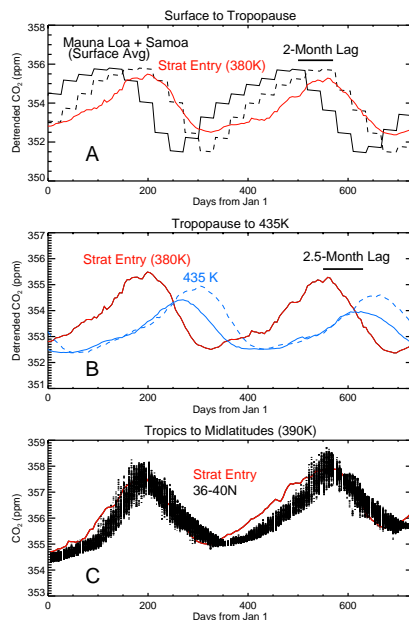 Surface to Tropopause
Detrended CO2 (ppm)
358
356
354
352
350
Mauna Loa + Samoa
(Surface Avg)
Strat Entry (380K)
2-Month Lag
A
0 200 400 600
Days from Jan 1
Tropopause to 435K
Detrended CO2 (ppm)
357
356
355
354
353
352
351
Strat Entry (380K)
435 K
2.5-Month Lag
B
0 200 400 600
Days from Jan 1
Tropics to Midlatitudes (390K)
CO2 (ppm)
359
358
357
356
355
354
353
Strat Entry
36-40N
C
0 200 400 600
Days from Jan 1